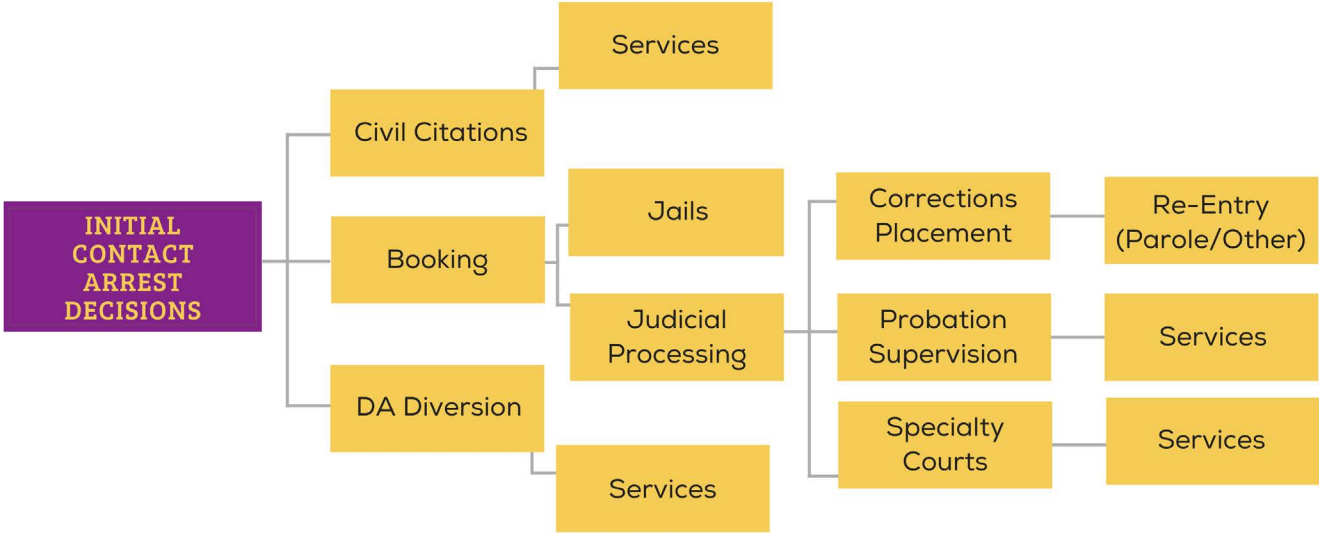 Services
Civil Citations
INITIAL
CONTACT
ARREST
DECISIONS
Booking
Jails
Judicial
Processing
Corrections
Placement
Re-Entry
(Parole/Other)
Probation
Supervision
Services
DA Diversion
Services
Specialty
Courts
Services